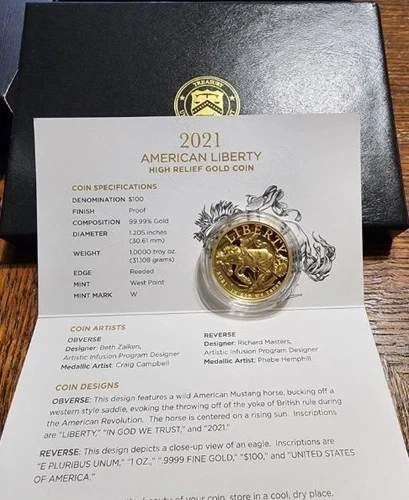 TREASURY
2021
AMERICAN LIBERTY
HIGH RELIEF GOLD COIN
COIN SPECIFICATIONS
DENOMINATION $100
FINISH Proof
COMPOSITION 99.99% Gold
DIAMETER 1.205 inches
(30.61 mm)
WEIGHT 1.0000 troy oz.
(31.108 grams)
EDGE Reeded
MINT West Point
MINT MARK W
LIBERTY
COIN ARTISTS
OBVERSE
Designer: Beth Zaiken,
Artistic Infusion Program Designer
Medallic Artist: Craig Campbell
REVERSE
Designer: Richard Masters,
Artistic Infusion Program Designer
Medallic Artist: Phebe Hemphill
COIN DESIGNS
OBVERSE: This design features a wild American Mustang horse, bucking off a
western style saddle, evoking the throwing off of the yoke of British rule during
the American Revolution. The horse is centered on a rising sun. Inscriptions
are "LIBERTY," "IN GOD WE TRUST," and "2021."
REVERSE: This design depicts a close-up view of an eagle. Inscriptions are
"E PLURIBUS UNUM," "1 OZ.," ".9999 FINE GOLD," "$100," and "UNITED STATES
OF AMERICA."
beauty of your coin, store in a cool, dry place.